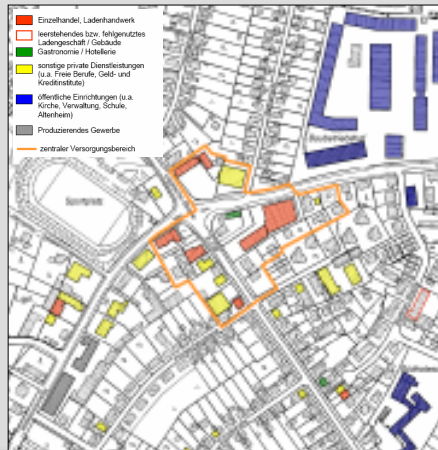 Einzelhandel, Ladenhandwerk
leerstehendes bzw. fehlgenutztes
Ladengeschäft / Gebäude
Gastronomie / Hotellerie
sonstige private Dienstleistungen
(u.a. Freie Berufe, Geld- und
Kreditinstitute)
öffentliche Einrichtungen (u.a.
Kirche, Verwaltung, Schule,
Altenheim)
Produzierendes Gewerbe
zentraler Versorgungsbereich
Sportplatz